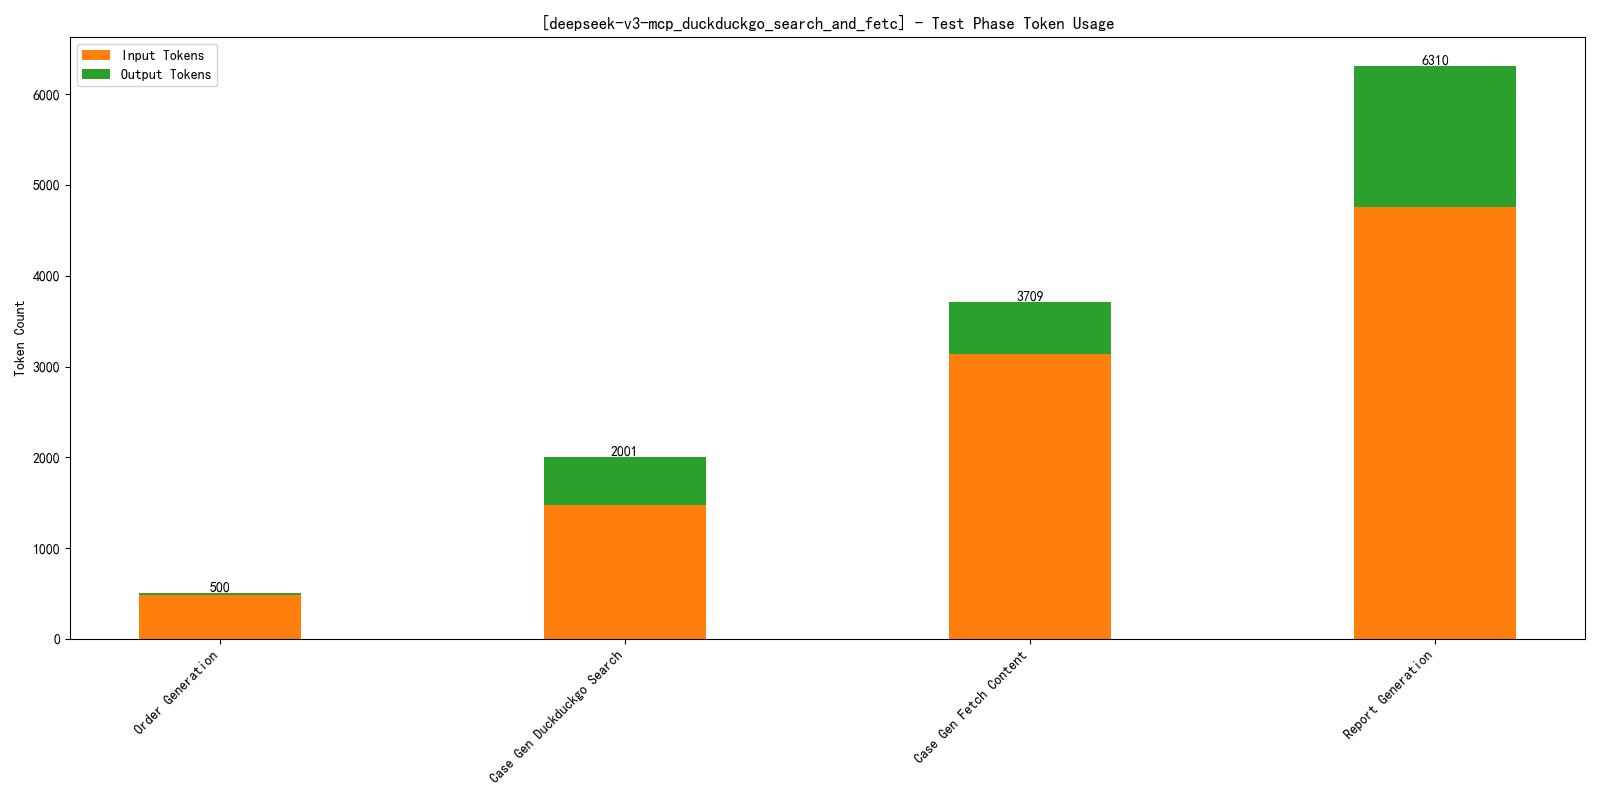 [deepseek-v3-mcp_duckduckgo_search_and_fetc] - Test Phase Token Usage
Input Tokens
Output Tokens
Token Count
6000
5000
4000
3000
2000
1000
0
500
2001
3709
6310
Order Generation
Case Gen Duckduckgo Search
Case Gen Fetch Content
Report Generation